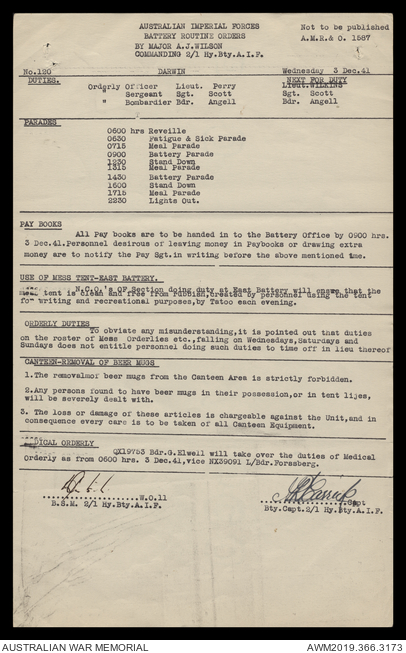 AUSTRALIAN IMPERIAL FORCES
BATTERY ROUTINE ORDERS
BY MAJOR A.J.WILSON
COMMANDING 2/1 Hy.Bty.A.I.F.
Not to be published
A.M.R.& O. 1587
No.120 DARWIN Wednesday 3 Dec.41
DUTIES. NEXT FOR DUTY
Orderly Officer Lieut. Perry Lieut.WILKINS
" Sergeant Sgt. Scott Sgt. Scott
" Bombardier Bdr. Angell Bdr. Angell
PARADES
0600 hrs Reveille
0630 Fatigue & Sick Parade
0715 Meal Parade
0900 Battery Parade
1230 Stand Down
1315 Meal Parade
1430 Battery Parade
1600 Stand Down
1715 Meal Parade
2230 Lights Out.
PAY BOOKS
All Pay books are to be handed in to the Battery Office by 0900 hrs.
3 Dec.41.Personnel desirous of leaving money in Paybooks or drawing extra
money are to notify the Pay Sgt.in writing before the above mentioned tme.
USE OF MESS TENT-EAST BATTERY.
N.C.O.'s OF Section doing duty at East Battery will ensure that the
mess tent is clean and free from rubbish,created by personnel using the tent
for writing and recreational purposes,by Tatoo each evening.
ORDERLY DUTIES
To obviate any misunderstanding,it is pointed out that duties
on the roster of Mess Orderlies etc.,falling on Wednesdays,Saturdays and
Sundays does not entitle personnel doing such duties to time off in lieu thereof
CANTEEN-REMOVAL OF BEER MUGS
1.The removalmof beer mugs from the Canteen Area is strictly forbidden.
2.Any persons found to have beer mugs in their possession,or in tent lijes,
will be severely dealt with.
3. The loss or damage of these articles is chargeable against the Unit,and in
consequence every care is to be taken of all Canteen Equipment.
MEDICAL ORDERLY
QX19753 Bdr.G.Elwell will take over the duties of Medical
Orderly as from 0600 hrs. 3 Dec.41,vice NX39091 L/Bdr.Forssberg.
W.O.11
B.S.M. 2/1 Hy.Bty.A.I.F.
Capt
Bty.Capt.2/1 Hy.Bty.A.I.F.
AUSTRALIAN WAR MEMORIAL
AWM2019.366.3173